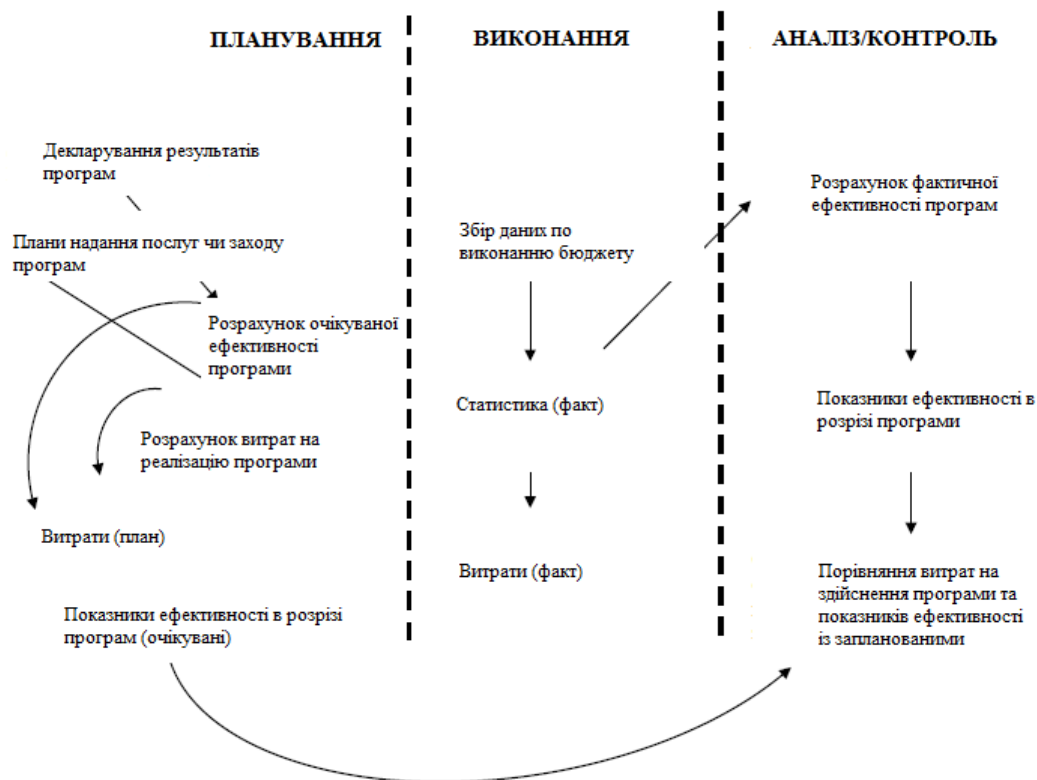 ПЛАНУВАННЯ
ВИКОНАННЯ
АНАЛІЗ/КОНТРОЛЬ
Декларування результатів
програм
Плани надання послуг чи заходу
програм
Розрахунок очікуваної
ефективності
програми
Розрахунок витрат на
реалізацію програми
Витрати (план)
Показники ефективності в розрізі
програм (очікувані)
Збір даних по
виконанню бюджету
Статистика (факт)
Витрати (факт)
Розрахунок фактичної
ефективності програм
Показники ефективності в
розрізі програми
Порівняння витрат на
здійснення програми та
показників ефективності
із запланованими